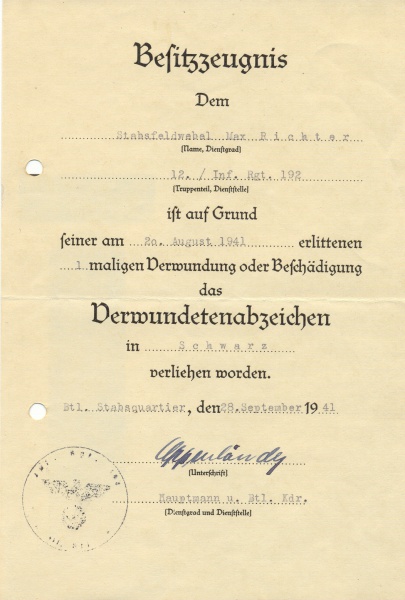 Besitzzeugnis
Dem
Stabsfeldwebel Max Richter
(Name, Dienstgrad)
12. / Inf. Rgt. 192
(Truppenteil, Dienststelle)
ist auf Grund
seiner am 20. August 1941 erlittenen
1 maligen Verwundung oder Beschädigung
das
Verwundetenabzeichen
in Schwarz
verliehen worden.
Btl. Stabsquartier, den 28. September 1941
(Unterschrift)
Hauptmann u. Btl. Kdr.
(Dienstgrad und Dienststelle)